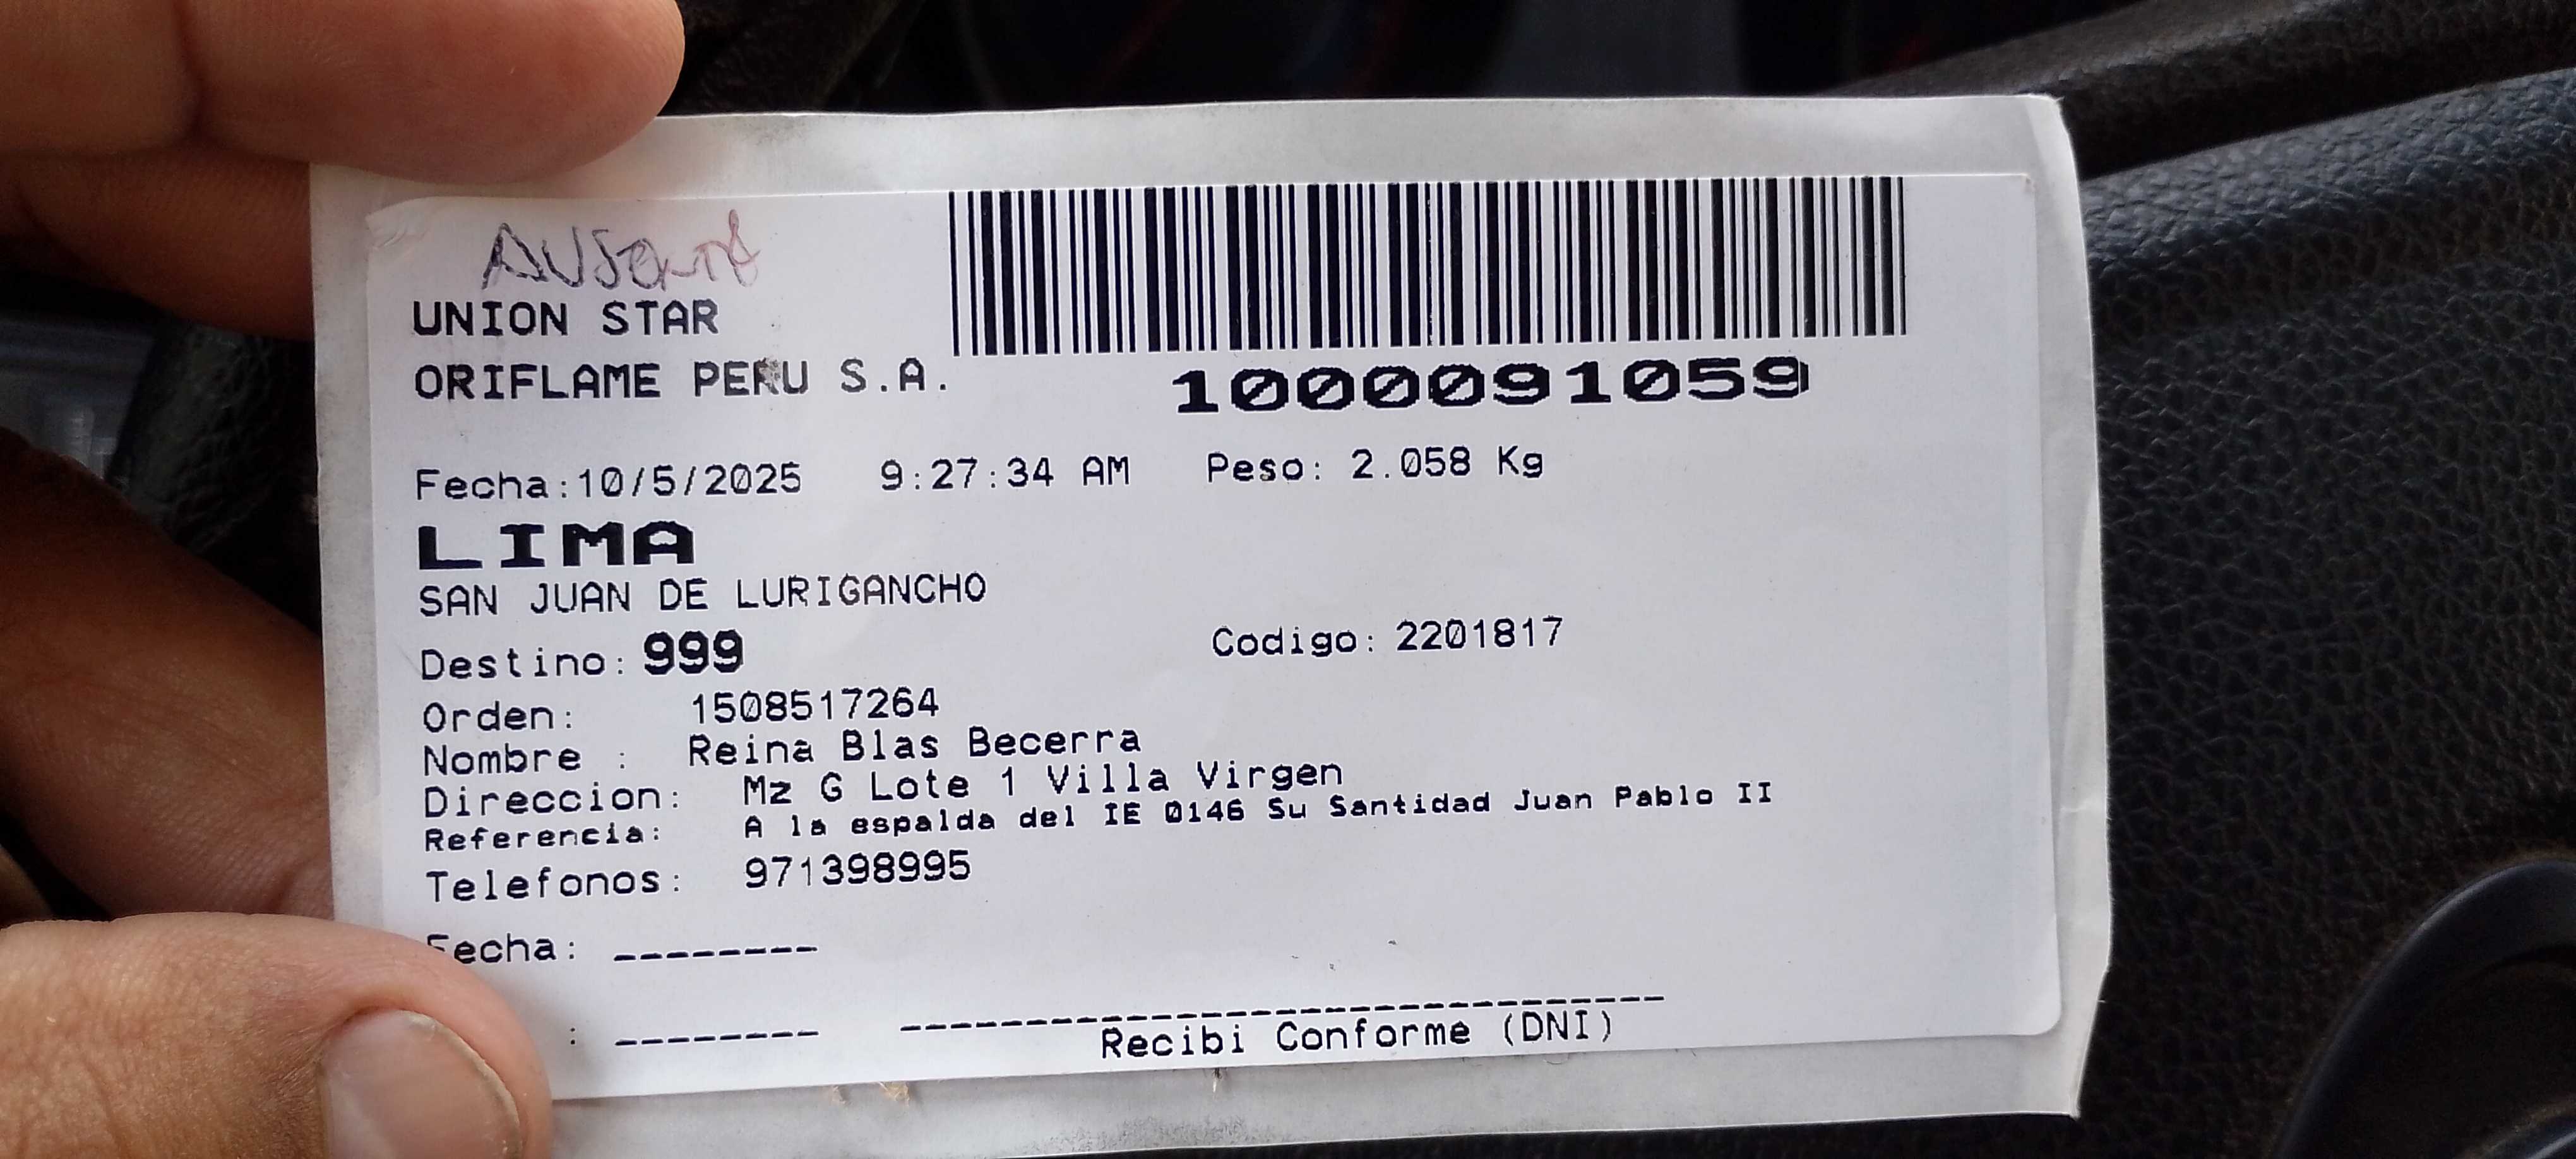 Ausente
UNION STAR
ORIFLAME PERU S.A.
1000091059
Fecha:10/5/2025 9:27:34 AM Peso: 2.058 Kg
LIMA
SAN JUAN DE LURIGANCHO
Destino: 999 Codigo: 2201817
Orden: 1508517264
Nombre : Reina Blas Becerra
Direccion: Mz G Lote 1 Villa Virgen
Referencia: A la espalda del IE 0146 Su Santidad Juan Pablo II
Telefonos: 971398995
Fecha: --------
: --------
Recibi Conforme (DNI)